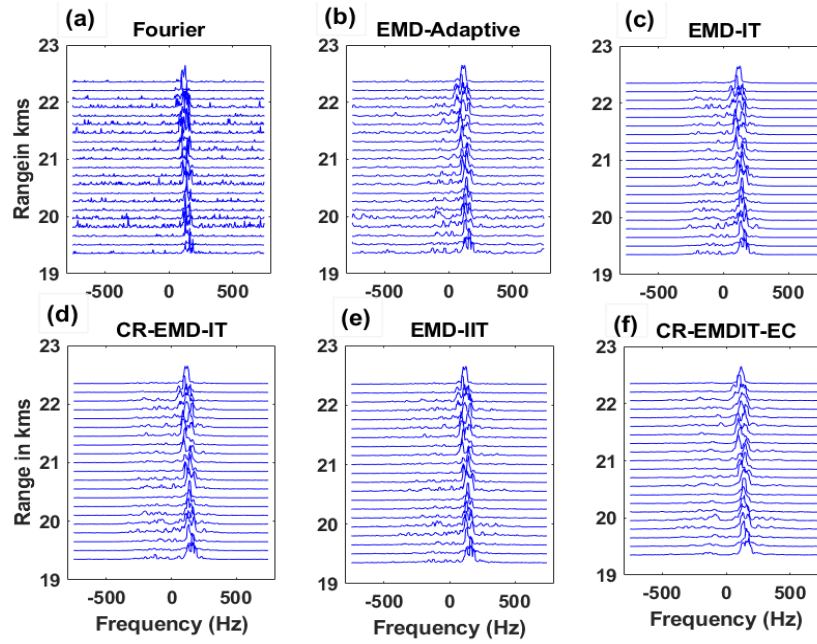 (a) Fourier
(b) EMD-Adaptive
(c) EMD-IT
Rangein kms
23
22
21
20
19
-500 0 500
23
22
21
20
19
-500 0 500
23
22
21
20
19
-500 0 500
(d) CR-EMD-IT
(e) EMD-IIT
(f) CR-EMDIT-EC
Range in kms
23
22
21
20
19
-500 0 500
Frequency (Hz)
23
22
21
20
19
-500 0 500
Frequency (Hz)
23
22
21
20
19
-500 0 500
Frequency (Hz)